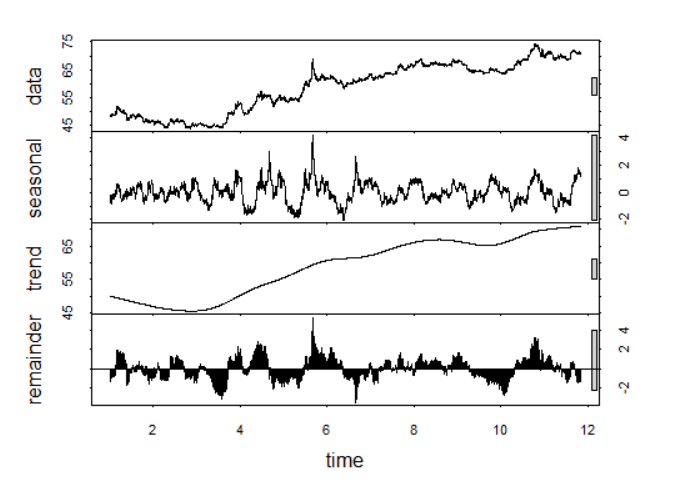 data
45 55 65 75
seasonal
-2 0 2 4
trend
45 55 65
remainder
-2 2 4
2 4 6 8 10 12
time